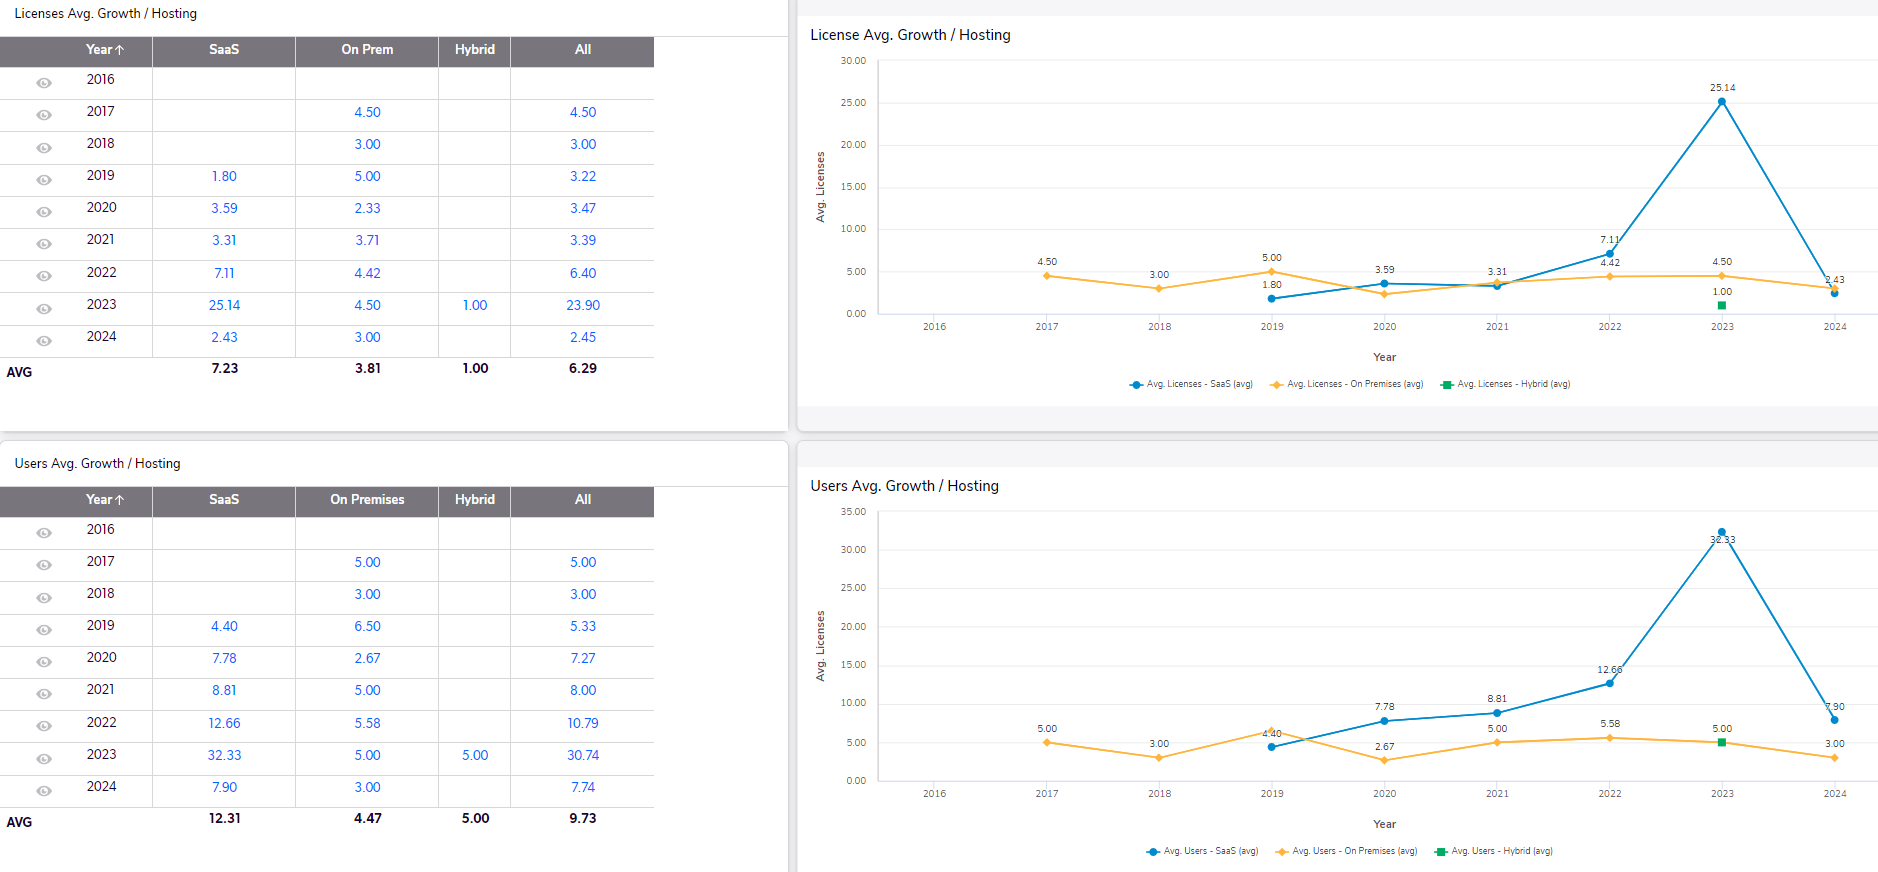 Licenses Avg. Growth / Hosting
Year↑ SaaS On Prem Hybrid All
2016
2017 4.50 4.50
2018 3.00 3.00
2019 1.80 5.00 3.22
2020 3.59 2.33 3.47
2021 3.31 3.71 3.39
2022 7.11 4.42 6.40
2023 25.14 4.50 1.00 23.90
2024 2.43 3.00 2.45
AVG 7.23 3.81 1.00 6.29
License Avg. Growth / Hosting
30.00
25.14
25.00
20.00
15.00
Avg. Licenses
10.00
7.11
4.50 3.00 5.00 3.59 3.31 4.42 4.50 2.43
5.00
1.80 1.00
0.00
2016 2017 2018 2019 2020 2021 2022 2023 2024
Year
Avg. Licenses - SaaS (avg) Avg. Licenses - On Premises (avg) Avg. Licenses - Hybrid (avg)
Users Avg. Growth / Hosting
Year↑ SaaS On Premises Hybrid All
2016
2017 5.00 5.00
2018 3.00 3.00
2019 4.40 6.50 5.33
2020 7.78 2.67 7.27
2021 8.81 5.00 8.00
2022 12.66 5.58 10.79
2023 32.33 5.00 5.00 30.74
2024 7.90 3.00 7.74
AVG 12.31 4.47 5.00 9.73
Users Avg. Growth / Hosting
35.00
32.33
30.00
25.00
20.00
Avg. Licenses
15.00
12.66
10.00
7.78 8.81 7.90
5.00 3.00 4.40 2.67 5.00 5.58 5.00 3.00
5.00
0.00
2016 2017 2018 2019 2020 2021 2022 2023 2024
Year
Avg. Users - SaaS (avg) Avg. Users - On Premises (avg) Avg. Users - Hybrid (avg)